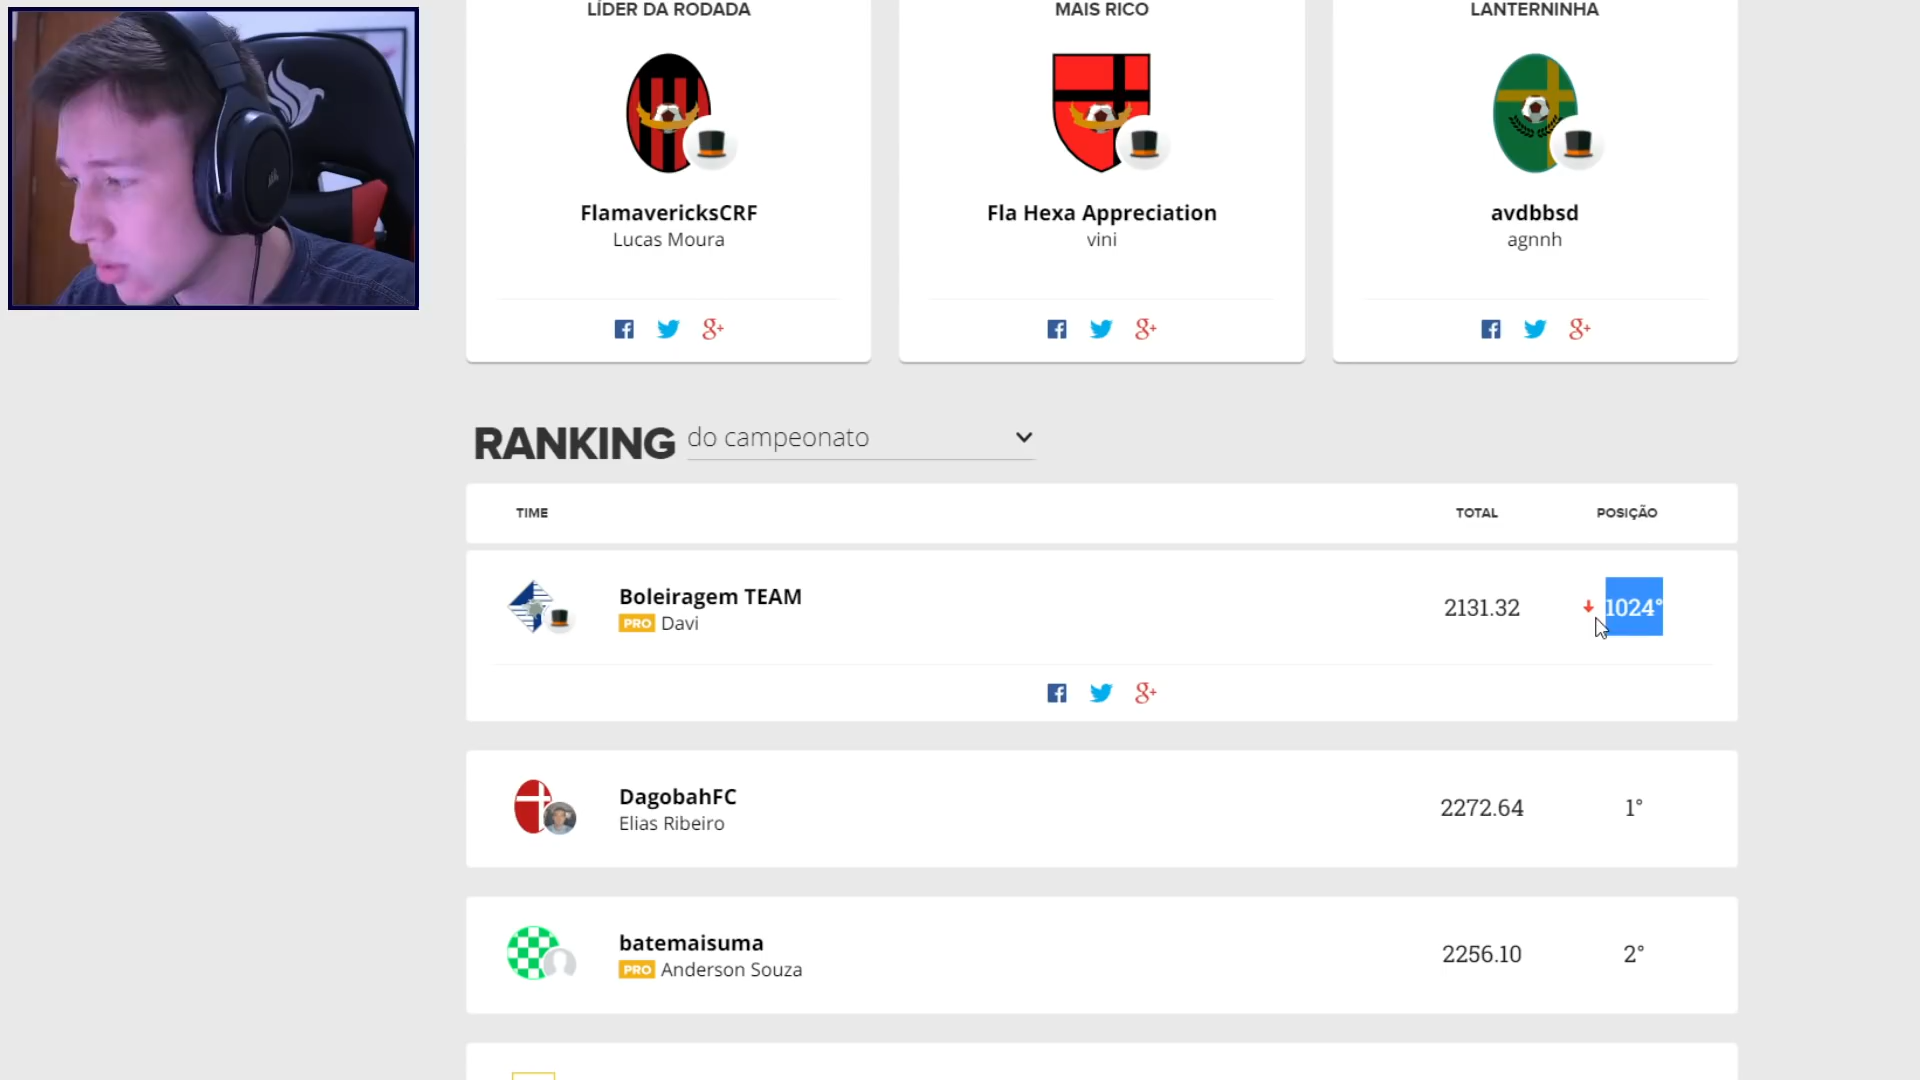 LÍDER DA RODADA
MAIS RICO
LANTERNINHA
FlamavericksCRF
Lucas Moura
Fla Hexa Appreciation
vini
avdbbsd
agnnh
RANKING do campeonato
TIME TOTAL POSIÇÃO
Boleiragem TEAM
PRO Davi
2131.32 1024°
DagobahFC
Elias Ribeiro
2272.64 1°
batemaisuma
PRO Anderson Souza
2256.10 2°